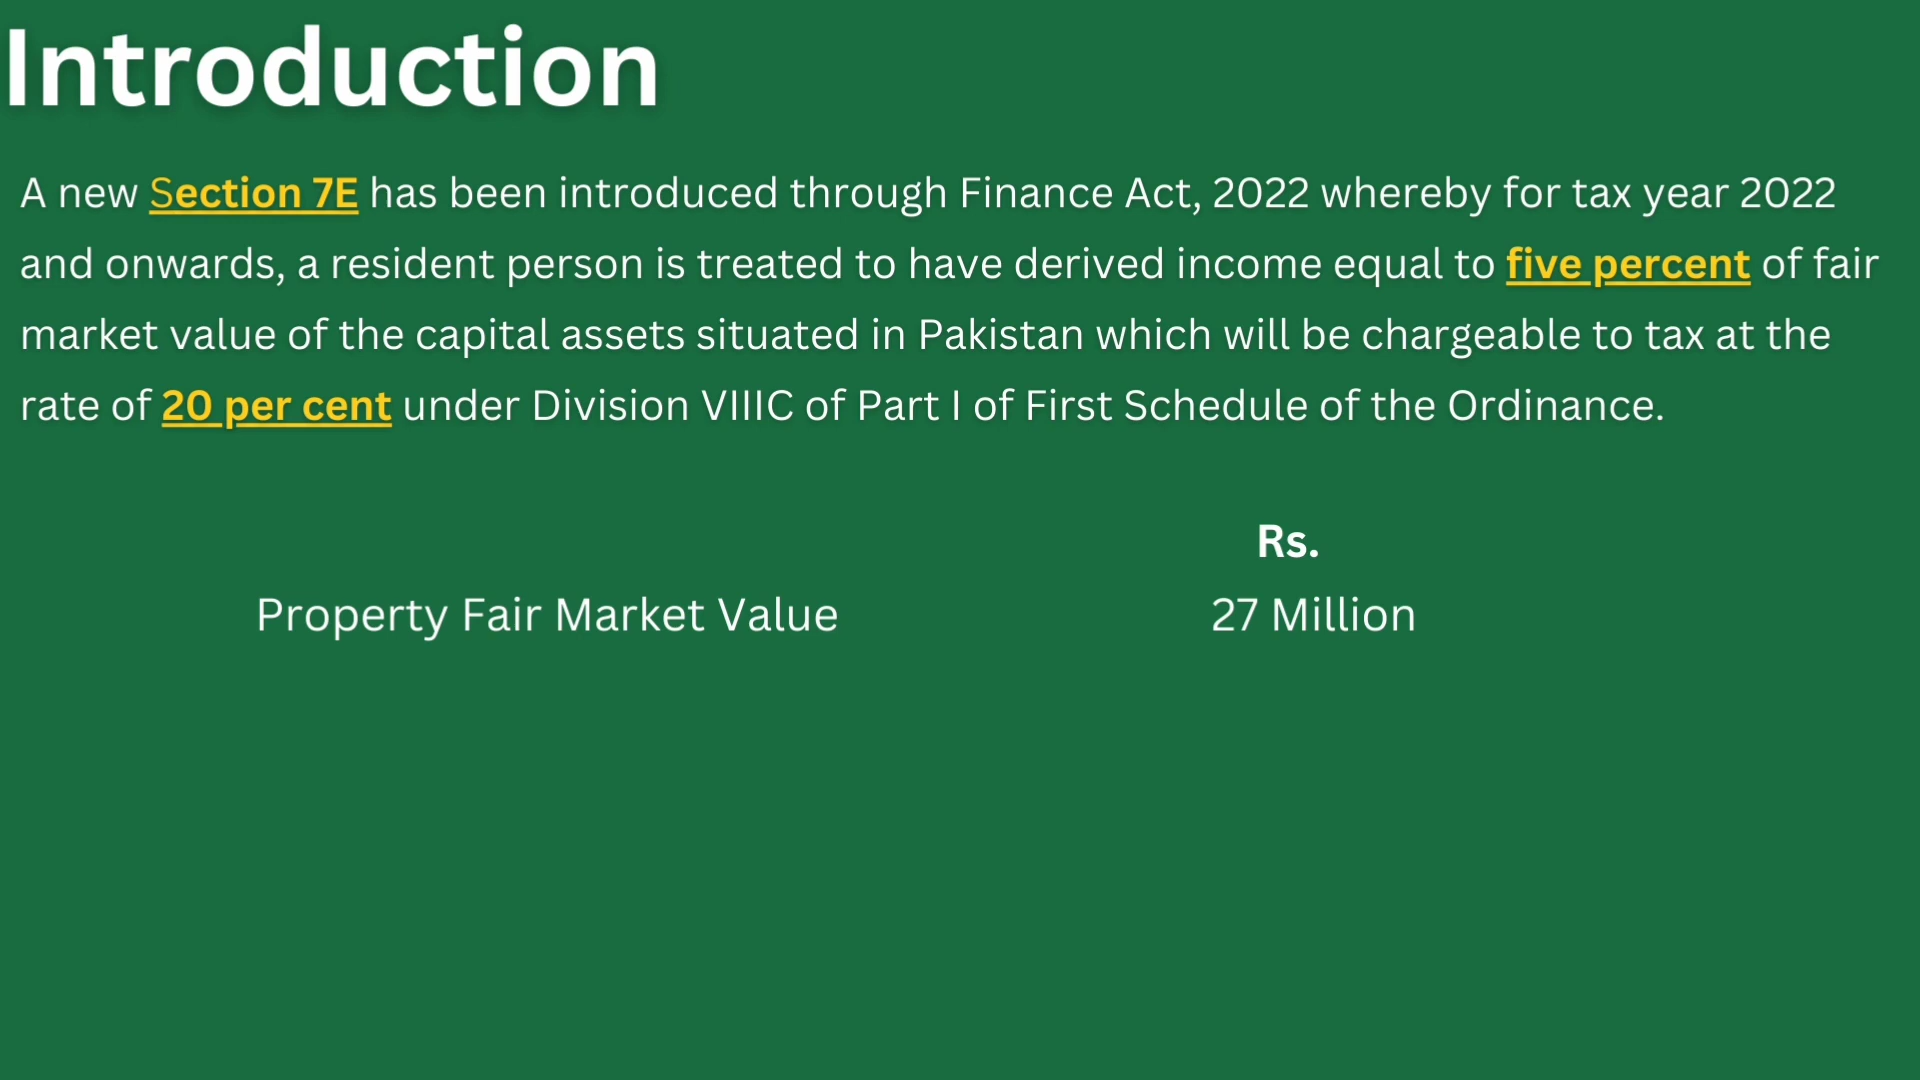 Introduction
A new Section 7E has been introduced through Finance Act, 2022 whereby for tax year 2022
and onwards, a resident person is treated to have derived income equal to five percent of fair
market value of the capital assets situated in Pakistan which will be chargeable to tax at the
rate of 20 per cent under Division VIIIC of Part I of First Schedule of the Ordinance.
Rs.
Property Fair Market Value 27 Million